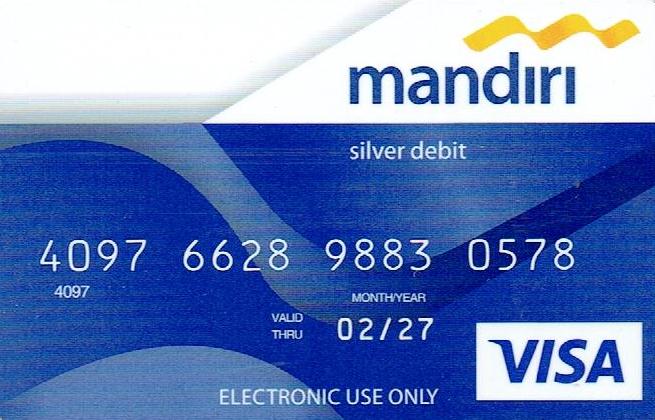 mandiri
silver debit
4097 6628 9883 0578
4097
MONTH/YEAR
VALID THRU 02/27
VISA
ELECTRONIC USE ONLY